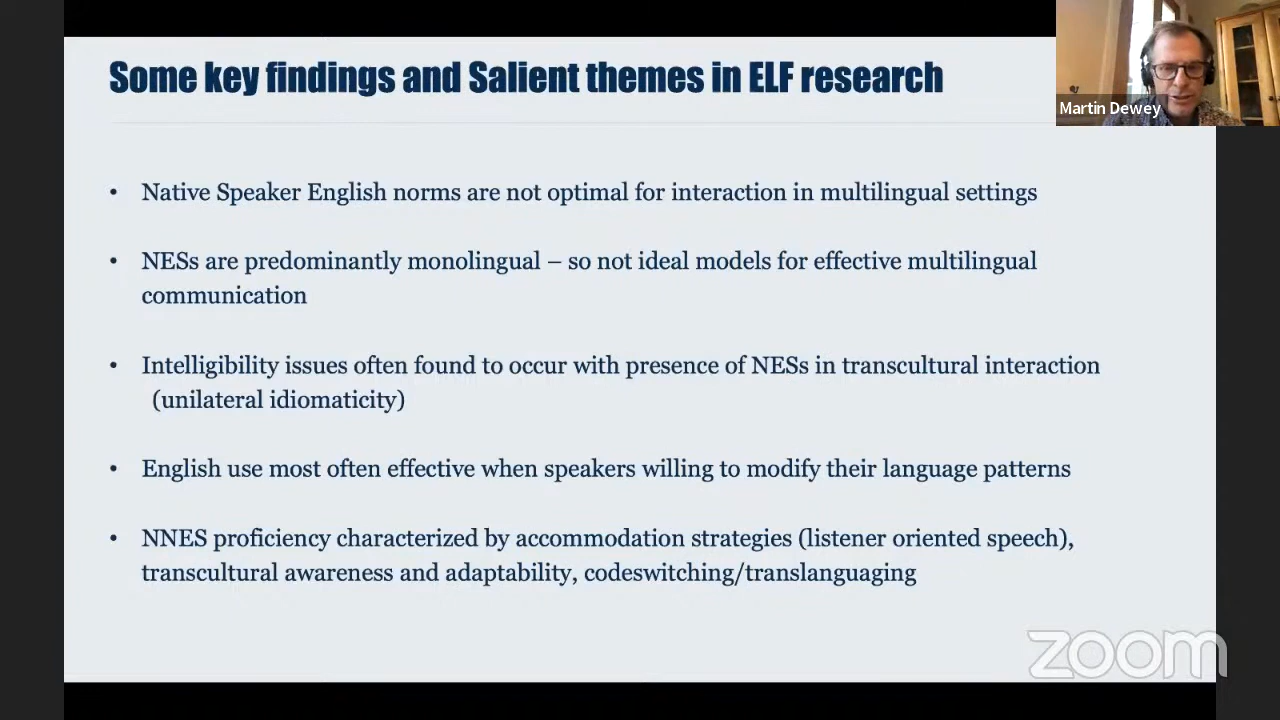 Some key findings and Salient themes in ELF research
Martin Dewey
• Native Speaker English norms are not optimal for interaction in multilingual settings
• NESs are predominantly monolingual – so not ideal models for effective multilingual
communication
• Intelligibility issues often found to occur with presence of NESs in transcultural interaction
(unilateral idiomaticity)
• English use most often effective when speakers willing to modify their language patterns
• NNES proficiency characterized by accommodation strategies (listener oriented speech),
transcultural awareness and adaptability, codeswitching/translanguaging
zoom